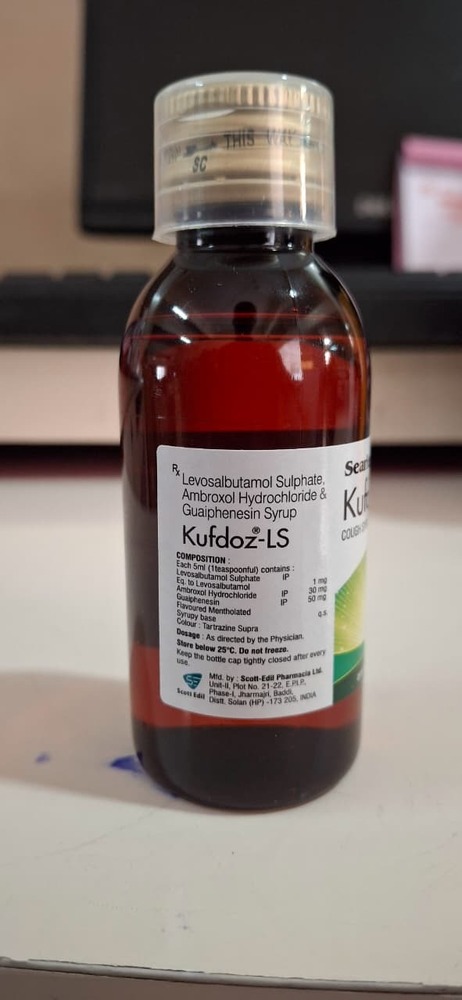 THIS WAY
SC
Rx
Levosalbutamol Sulphate,
Ambroxol Hydrochloride &
Guaiphenesin Syrup
Kufdoz®-LS
COMPOSITION :
Each 5ml (1teaspoonful) contains :
Levosalbutamol Sulphate IP
Eq. to Levosalbutamol 1 mg
Ambroxol Hydrochloride IP 30 mg
Guaiphenesin IP 50 mg
Flavoured Mentholated
Syrupy base q.s.
Colour : Tartrazine Supra
Dosage : As directed by the Physician.
Store below 25°C. Do not freeze.
Keep the bottle cap tightly closed after every
use.
Scott Edil
Mfd. by : Scott-Edil Pharmacia Ltd.
Unit-II, Plot No. 21-22, E.P.I.P.,
Phase-I, Jharmajri, Baddi,
Distt. Solan (HP) -173 205, INDIA